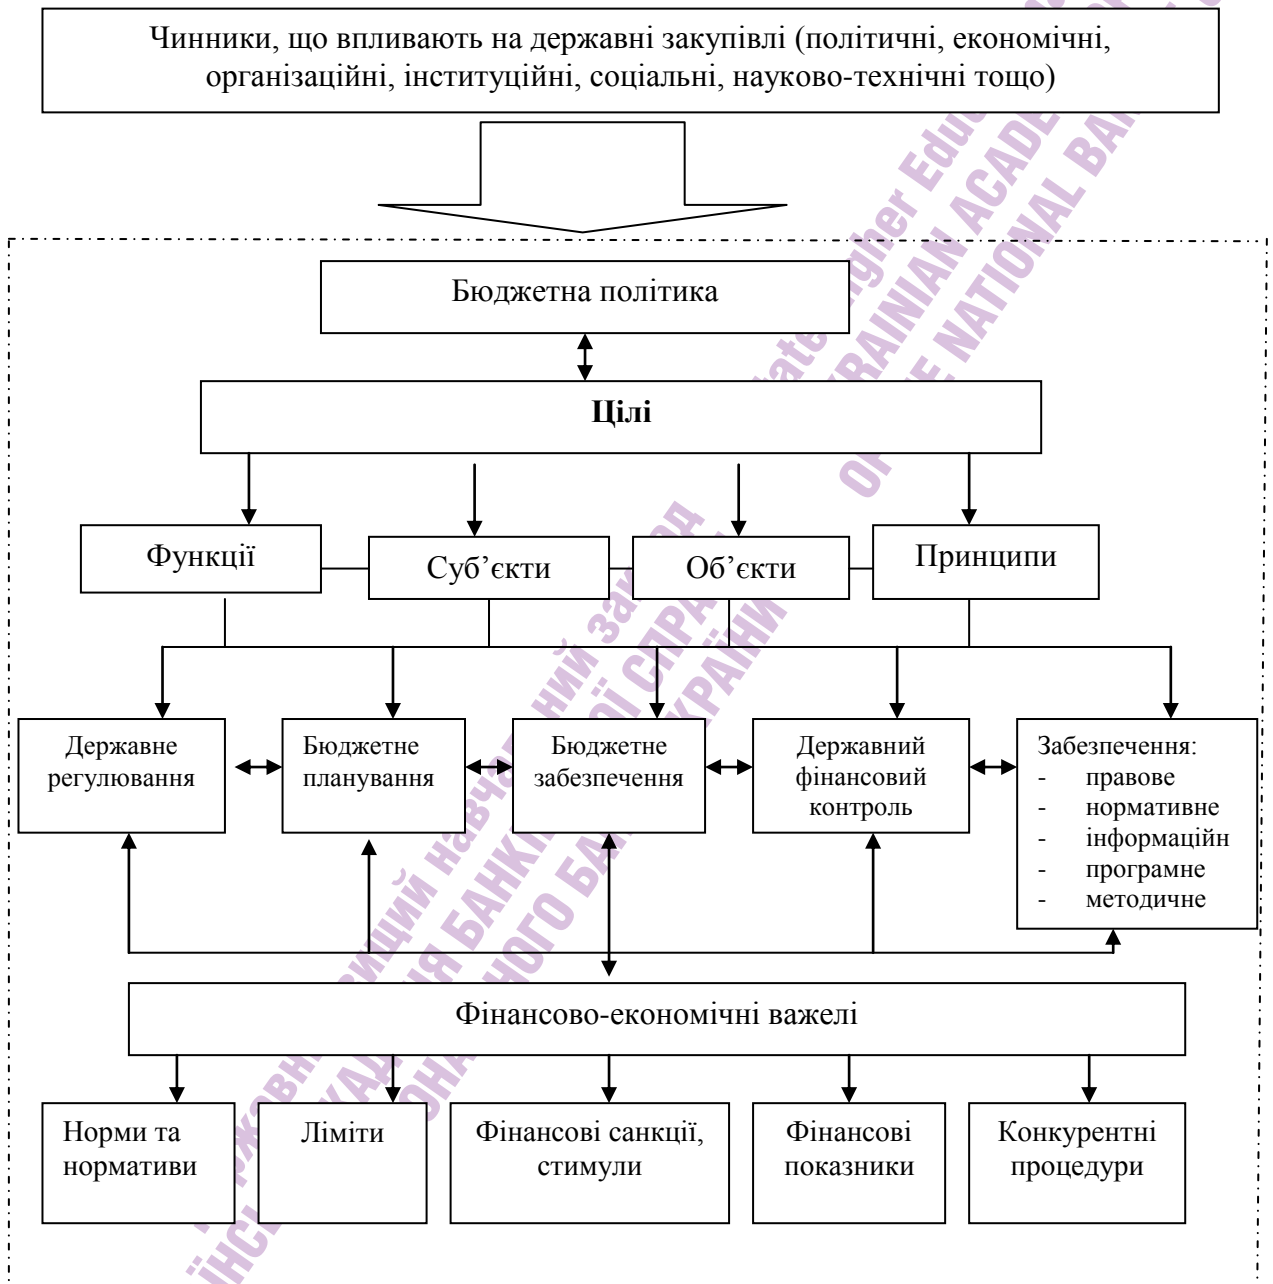 Чинники, що впливають на державні закупівлі (політичні, економічні,
організаційні, інституційні, соціальні, науково-технічні тощо)
Бюджетна політика
Цілі
Функції
Суб’єкти
Об’єкти
Принципи
Державне
регулювання
Бюджетне
планування
Бюджетне
забезпечення
Державний
фінансовий
контроль
Забезпечення:
- правове
- нормативне
- інформаційн
- програмне
- методичне
Фінансово-економічні важелі
Норми та
нормативи
Ліміти
Фінансові санкції,
стимули
Фінансові
показники
Конкурентні
процедури